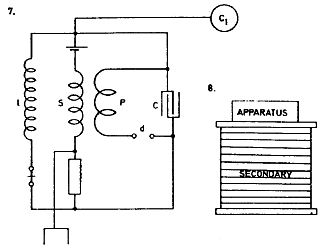 7.
C1
l
S
P
C
d
8.
APPARATUS
SECONDARY